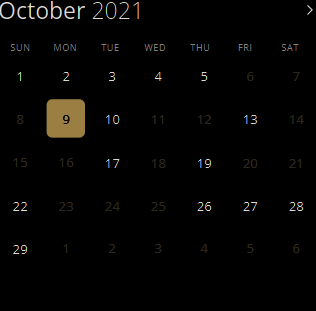 October 2021 >
SUN MON TUE WED THU FRI SAT
1 2 3 4 5 6 7
8 9 10 11 12 13 14
15 16 17 18 19 20 21
22 23 24 25 26 27 28
29 1 2 3 4 5 6